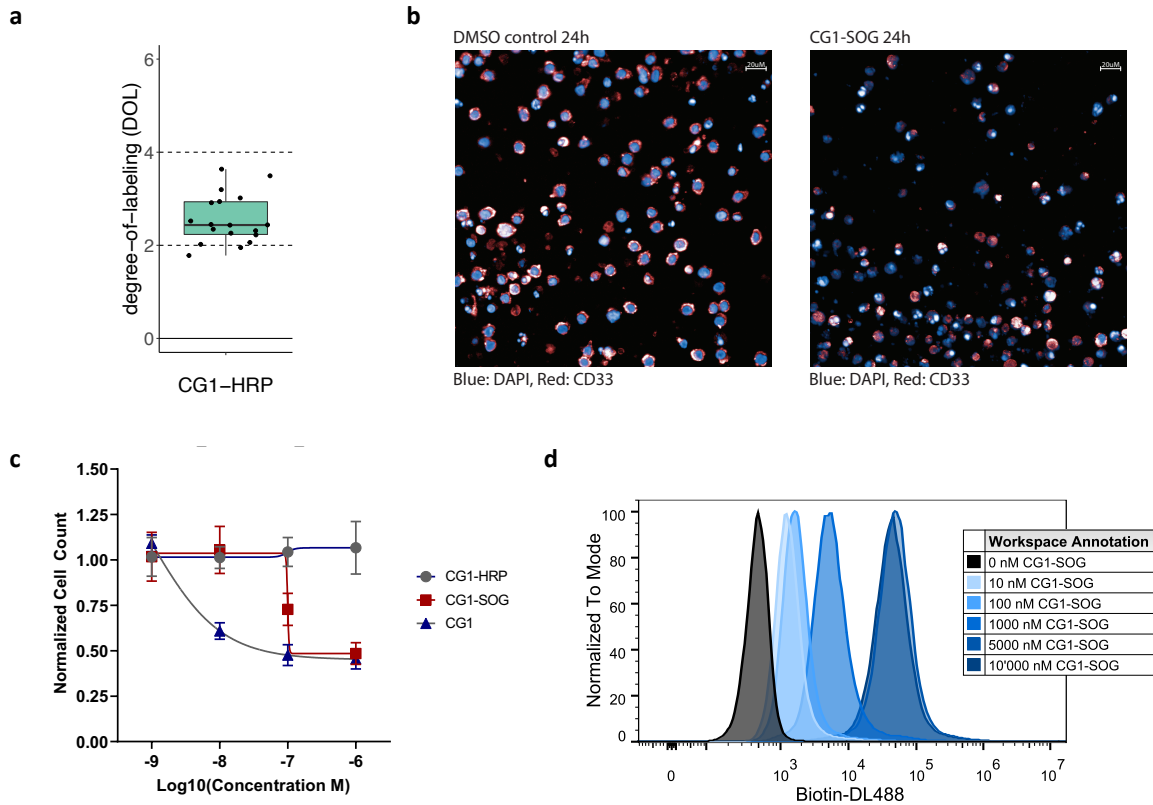 a
degree-of-labeling (DOL)
6
4
2
0
CG1-HRP
b
DMSO control 24h
20uM
Blue: DAPI, Red: CD33
CG1-SOG 24h
20uM
Blue: DAPI, Red: CD33
c
Normalized Cell Count
1.50
1.25
1.00
0.75
0.50
0.25
0.00
-9
-8
-7
-6
Log10(Concentration M)
CG1-HRP
CG1-SOG
CG1
d
Normalized To Mode
100
80
60
40
20
0
0
10³
10⁴
10⁵
10⁶
10⁷
Biotin-DL488
Workspace Annotation
0 nM CG1-SOG
10 nM CG1-SOG
100 nM CG1-SOG
1000 nM CG1-SOG
5000 nM CG1-SOG
10'000 nM CG1-SOG